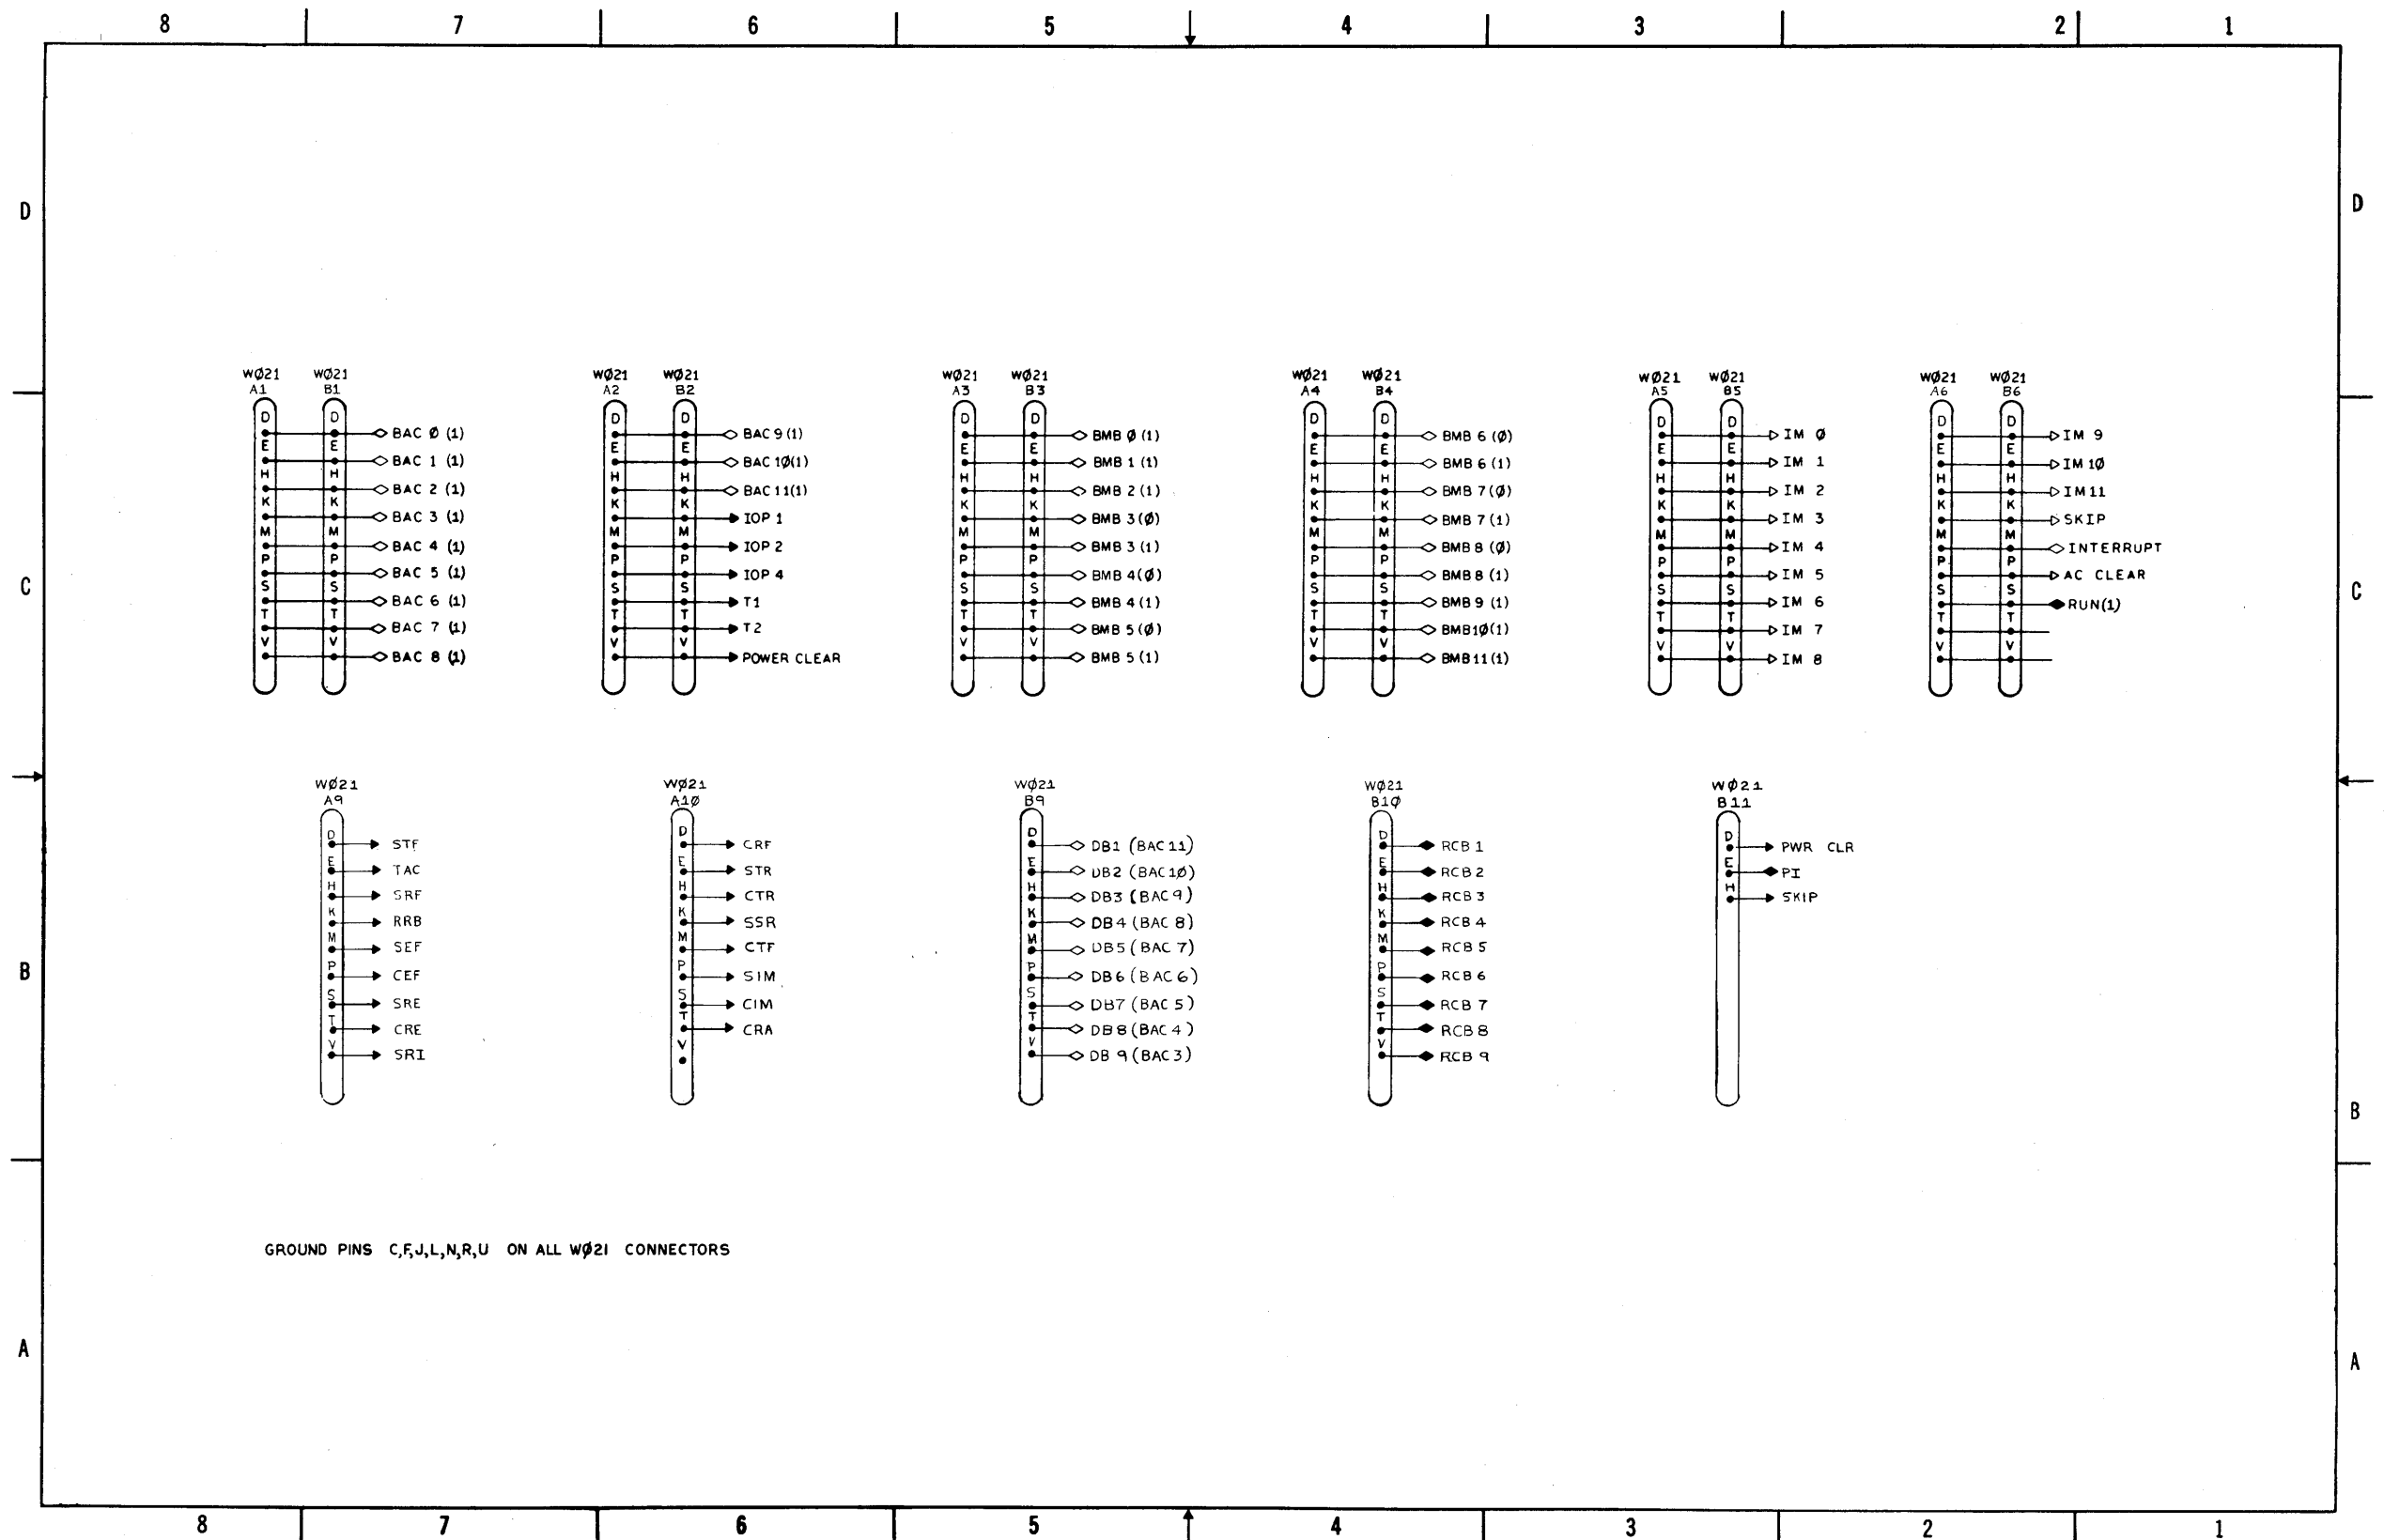 8 7 6 5 4 3 2 1
D D
WØ21 WØ21
A1 B1
D D
BAC Ø (1)
E E
BAC 1 (1)
H H
BAC 2 (1)
K K
BAC 3 (1)
M M
BAC 4 (1)
P P
BAC 5 (1)
S S
BAC 6 (1)
T T
BAC 7 (1)
V V
BAC 8 (1)
WØ21 WØ21
A2 B2
D D
BAC 9 (1)
E E
BAC 1Ø(1)
H H
BAC 11(1)
K K
IOP 1
M M
IOP 2
P P
IOP 4
S S
T1
T T
T2
V V
POWER CLEAR
WØ21 WØ21
A3 B3
D D
BMB Ø (1)
E E
BMB 1 (1)
H H
BMB 2 (1)
K K
BMB 3 (Ø)
M M
BMB 3 (1)
P P
BMB 4(Ø)
S S
BMB 4 (1)
T T
BMB 5 (Ø)
V V
BMB 5 (1)
WØ21 WØ21
A4 B4
D D
BMB 6 (Ø)
E E
BMB 6 (1)
H H
BMB 7 (Ø)
K K
BMB 7 (1)
M M
BMB 8 (Ø)
P P
BMB 8 (1)
S S
BMB 9 (1)
T T
BMB1Ø(1)
V V
BMB 11(1)
WØ21 WØ21
A5 B5
D D
IM Ø
E E
IM 1
H H
IM 2
K K
IM 3
M M
IM 4
P P
IM 5
S S
IM 6
T T
IM 7
V V
IM 8
WØ21 WØ21
A6 B6
D D
IM 9
E E
IM 1Ø
H H
IM11
K K
SKIP
M M
INTERRUPT
P P
AC CLEAR
S S
RUN(1)
T T
V V
C C
WØ21
A9
D
STF
E
TAC
H
SRF
K
RRB
M
SEF
P
CEF
S
SRE
T
CRE
V
SRI
WØ21
A1Ø
D
CRF
E
STR
H
CTR
K
SSR
M
CTF
P
SIM
S
CIM
T
CRA
V
WØ21
B9
D
DB1 (BAC 11)
E
DB2 (BAC 1Ø)
H
DB3 (BAC 9)
K
DB4 (BAC 8)
M
DB5 (BAC 7)
P
DB6 (BAC 6)
S
DB7 (BAC 5)
T
DB8 (BAC 4)
V
DB 9 (BAC 3)
WØ21
B1Ø
D
RCB 1
E
RCB 2
H
RCB 3
K
RCB 4
M
RCB 5
P
RCB 6
S
RCB 7
T
RCB 8
V
RCB 9
WØ21
B11
D
PWR CLR
E
PI
H
SKIP
B B
GROUND PINS C,F,J,L,N,R,U ON ALL WØ21 CONNECTORS
A A
8 7 6 5 4 3 2 1